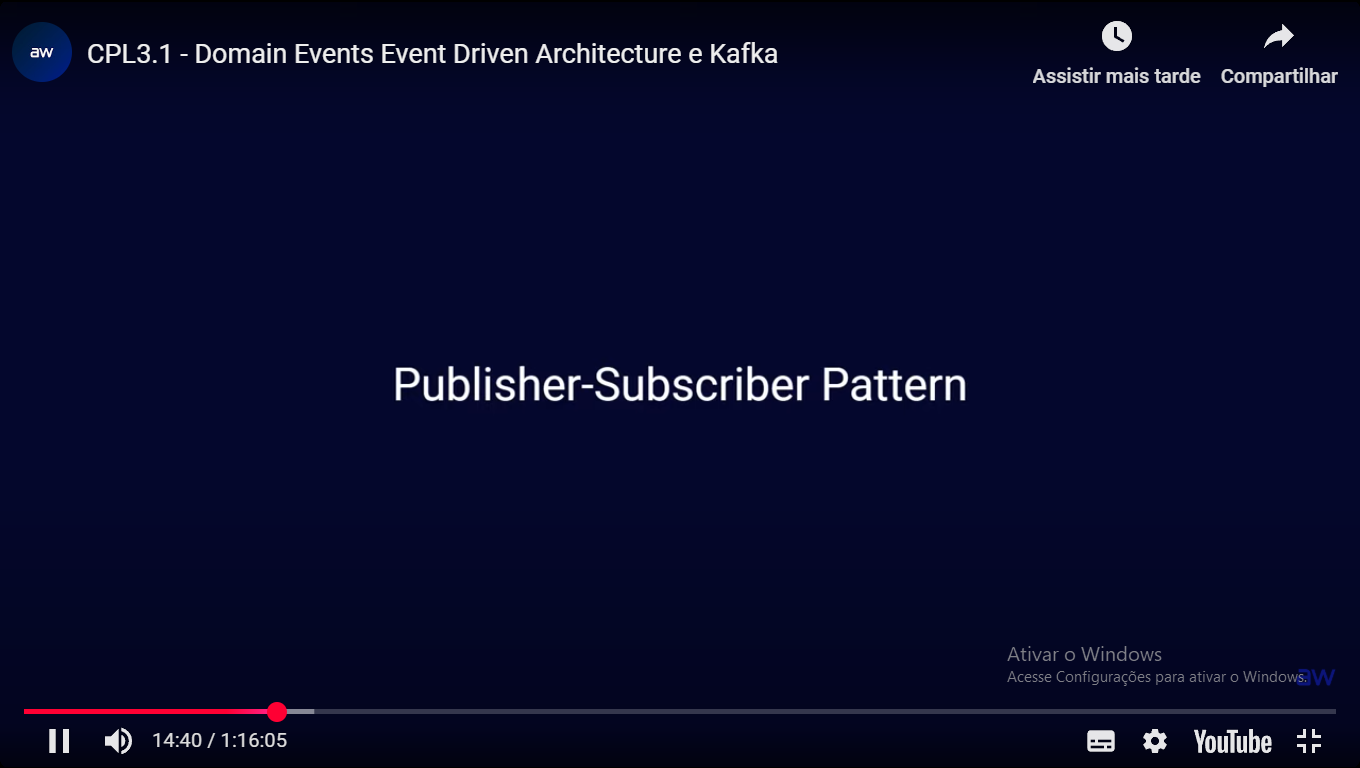 aw
CPL3.1 - Domain Events Event Driven Architecture e Kafka
Assistir mais tarde
Compartilhar
Publisher-Subscriber Pattern
Ativar o Windows
Acesse Configurações para ativar o Windows.
aw
14:40 / 1:16:05
YouTube